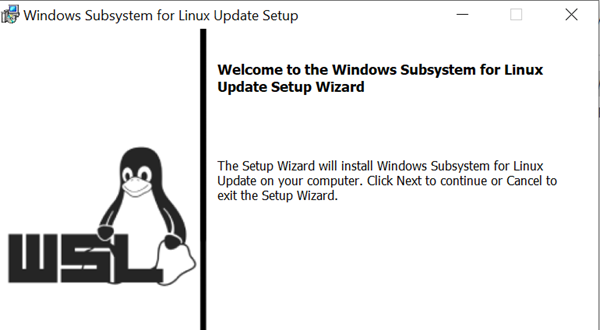 Windows Subsystem for Linux Update Setup
Welcome to the Windows Subsystem for Linux
Update Setup Wizard
The Setup Wizard will install Windows Subsystem for Linux
Update on your computer. Click Next to continue or Cancel to
exit the Setup Wizard.
WSL